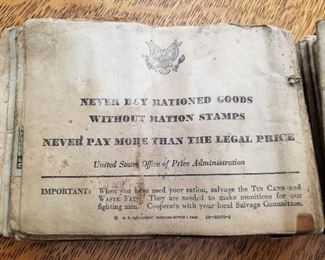 NEVER BUY RATIONED GOODS
WITHOUT RATION STAMPS
NEVER PAY MORE THAN THE LEGAL PRICE
United States Office of Price Administration
IMPORTANT: When you have used your ration, salvage the TIN CANS and
WASTE FATS. They are needed to make munitions for our
fighting men. Cooperate with your local Salvage Committee.